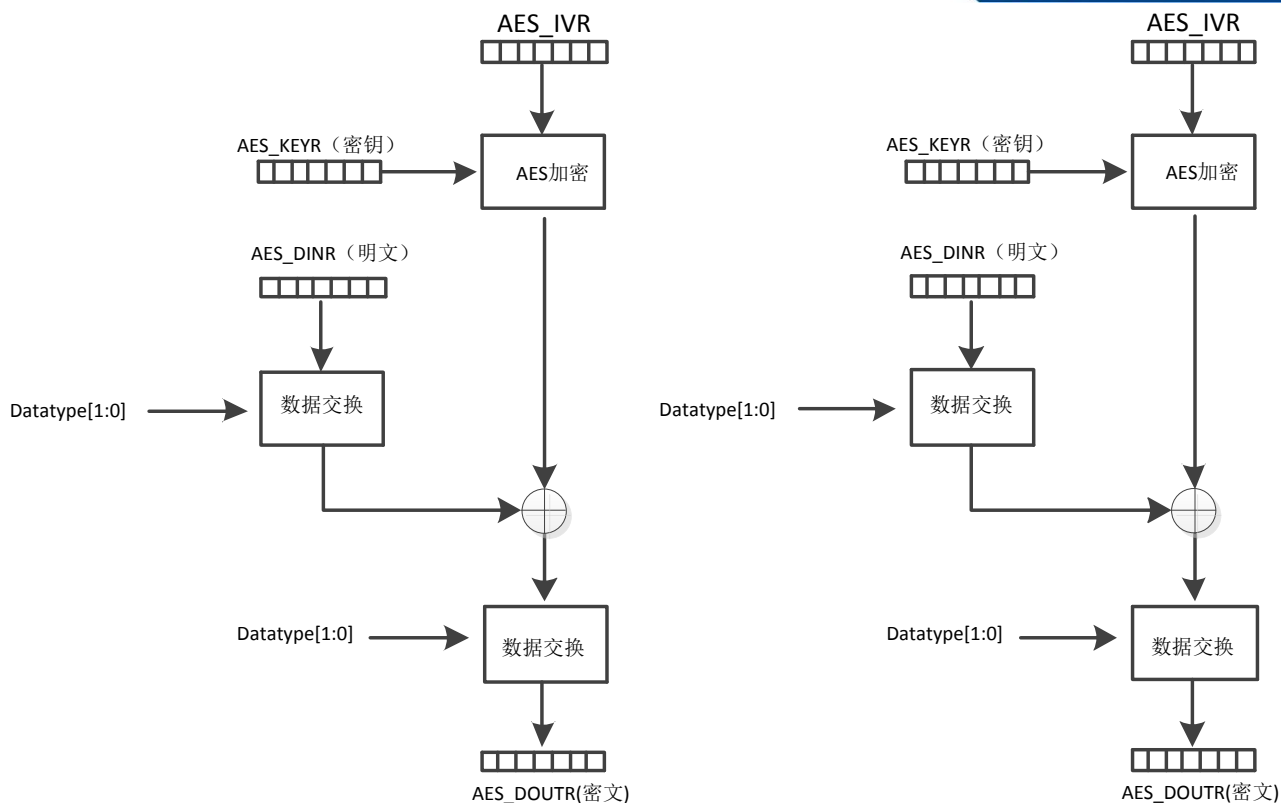 AES_IVR AES_IVR
AES_KEYR（密钥） AES_KEYR（密钥）
AES加密 AES加密
AES_DINR（明文） AES_DINR（明文）
Datatype[1:0] 数据交换 Datatype[1:0] 数据交换
Datatype[1:0] 数据交换 Datatype[1:0] 数据交换
AES_DOUTR(密文) AES_DOUTR(密文)